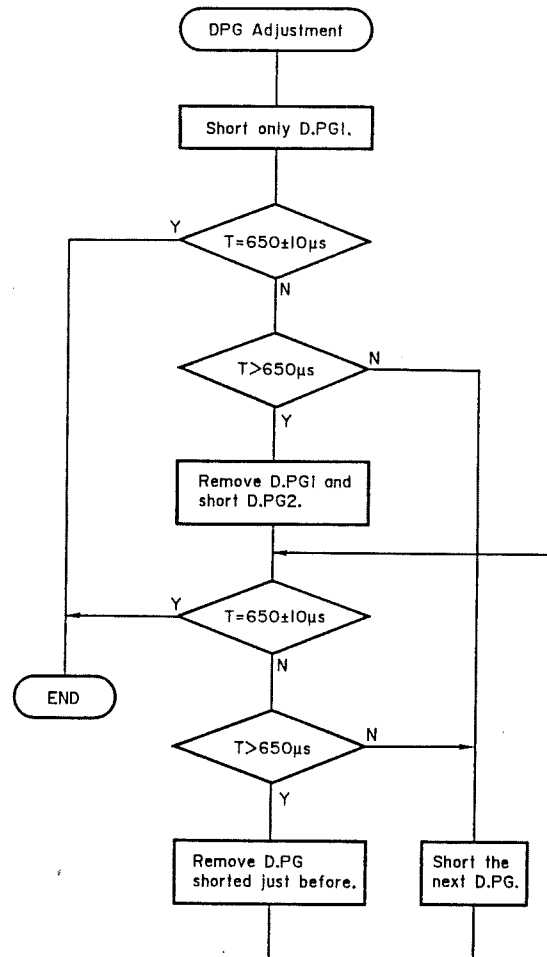 DPG Adjustment
Short only D.PG1.
Y
T=650±10µs
N
T>650µs
N
Y
Remove D.PG1 and
short D.PG2.
Y
T=650±10µs
N
END
T>650µs
N
Y
Remove D.PG
shorted just before.
Short the
next D.PG.